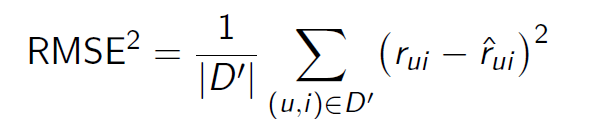 RMSE² = 1/|D′| ∑_{(u,i)∈D′} (r_{ui} − r̂_{ui})²